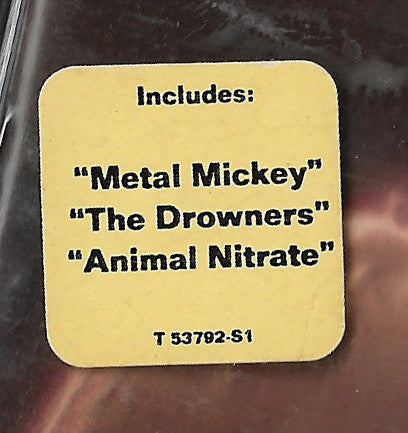 Includes:
“Metal Mickey”
“The Drowners”
“Animal Nitrate”
T 53792-S1